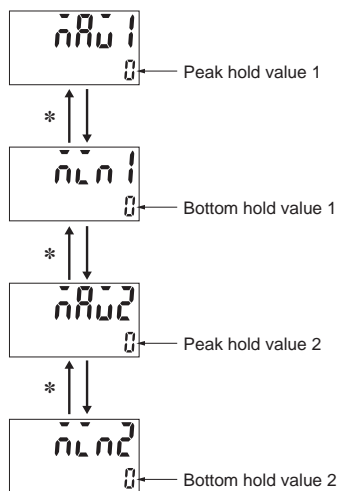 MAX1
0 Peak hold value 1
*
MIN1
0 Bottom hold value 1
*
MAX2
0 Peak hold value 2
*
MIN2
0 Bottom hold value 2